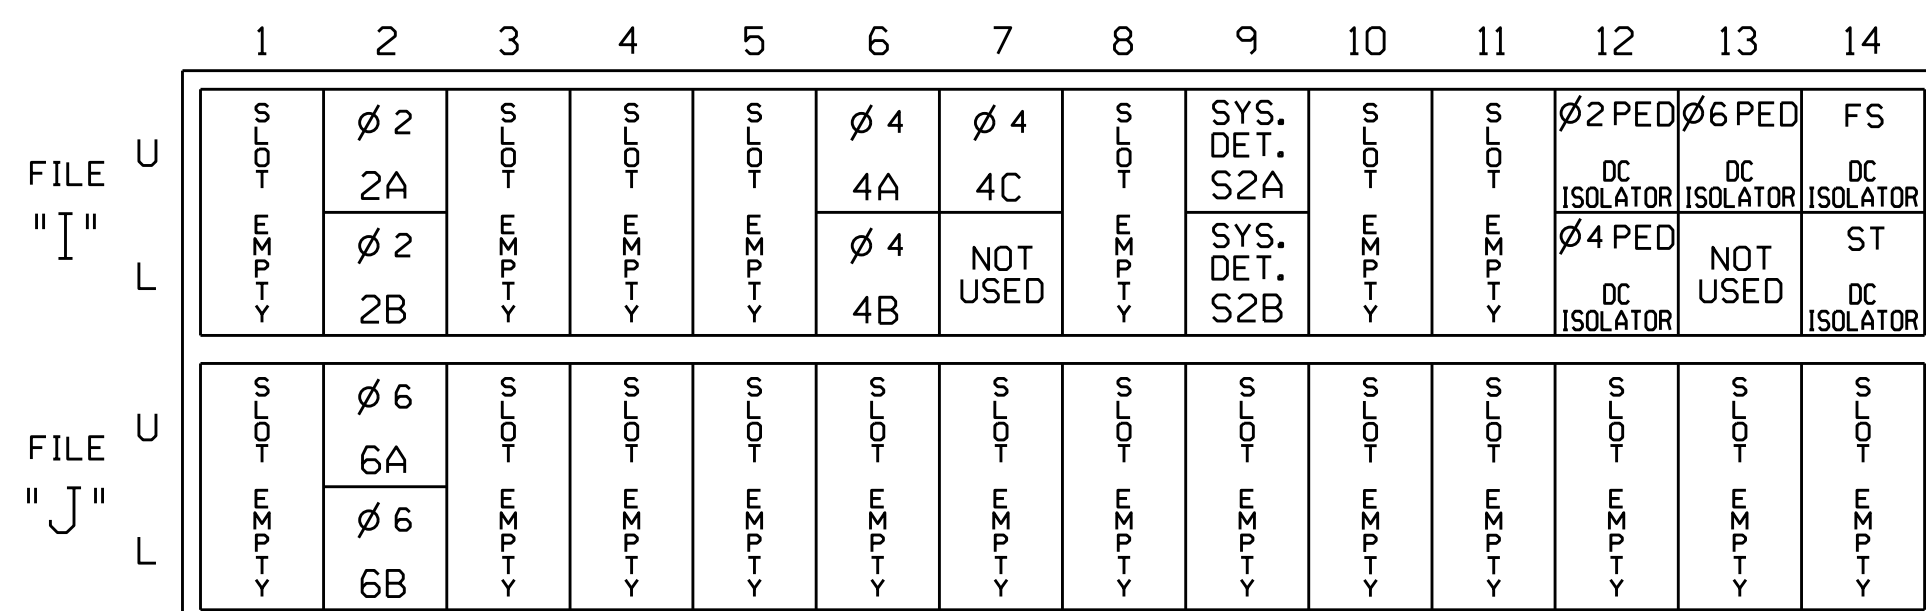 1 2 3 4 5 6 7 8 9 10 11 12 13 14
FILE "I"
U
L
SLOT EMPTY
Ø 2
2A
Ø 2
2B
SLOT EMPTY
SLOT EMPTY
SLOT EMPTY
Ø 4
4A
Ø 4
4B
Ø 4
4C
NOT
USED
SLOT EMPTY
SYS.
DET.
S2A
SYS.
DET.
S2B
SLOT EMPTY
SLOT EMPTY
Ø 2 PED
DC
ISOLATOR
Ø 4 PED
DC
ISOLATOR
Ø 6 PED
DC
ISOLATOR
NOT
USED
FS
DC
ISOLATOR
ST
DC
ISOLATOR
FILE "J"
U
L
SLOT EMPTY
Ø 6
6A
Ø 6
6B
SLOT EMPTY
SLOT EMPTY
SLOT EMPTY
SLOT EMPTY
SLOT EMPTY
SLOT EMPTY
SLOT EMPTY
SLOT EMPTY
SLOT EMPTY
SLOT EMPTY
SLOT EMPTY
SLOT EMPTY